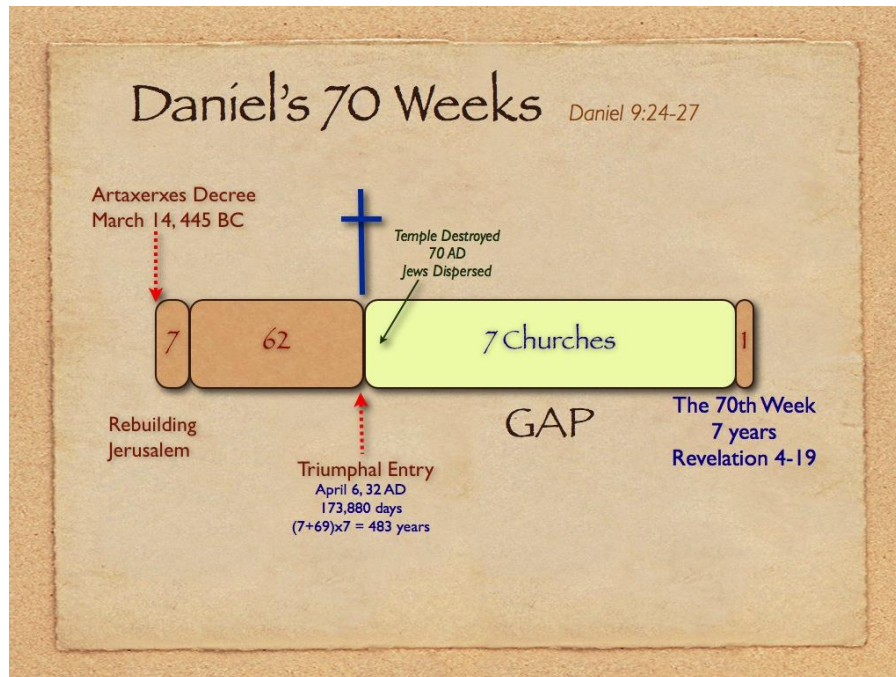 Daniel's 70 Weeks Daniel 9:24-27
Artaxerxes Decree
March 14, 445 BC
Temple Destroyed
70 AD
Jews Dispersed
7 62 7 Churches 1
Rebuilding
Jerusalem
GAP
The 70th Week
7 years
Revelation 4-19
Triumphal Entry
April 6, 32 AD
173,880 days
(7+69)x7 = 483 years